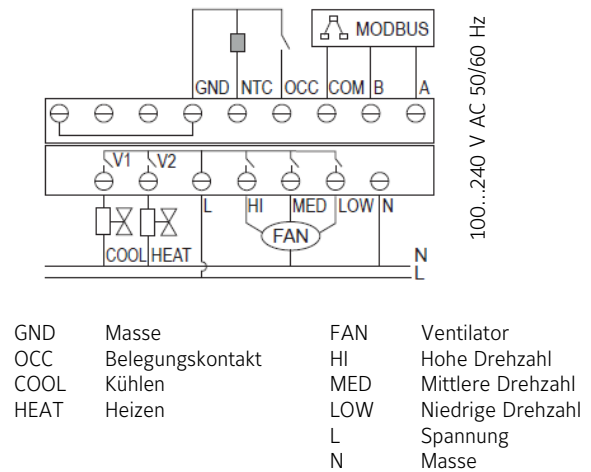 MODBUS
GND NTC OCC COM B A
V1 V2
L HI MED LOW N
FAN
COOL HEAT
N
L
100...240 V AC 50/60 Hz
GND Masse
OCC Belegungskontakt
COOL Kühlen
HEAT Heizen
FAN Ventilator
HI Hohe Drehzahl
MED Mittlere Drehzahl
LOW Niedrige Drehzahl
L Spannung
N Masse